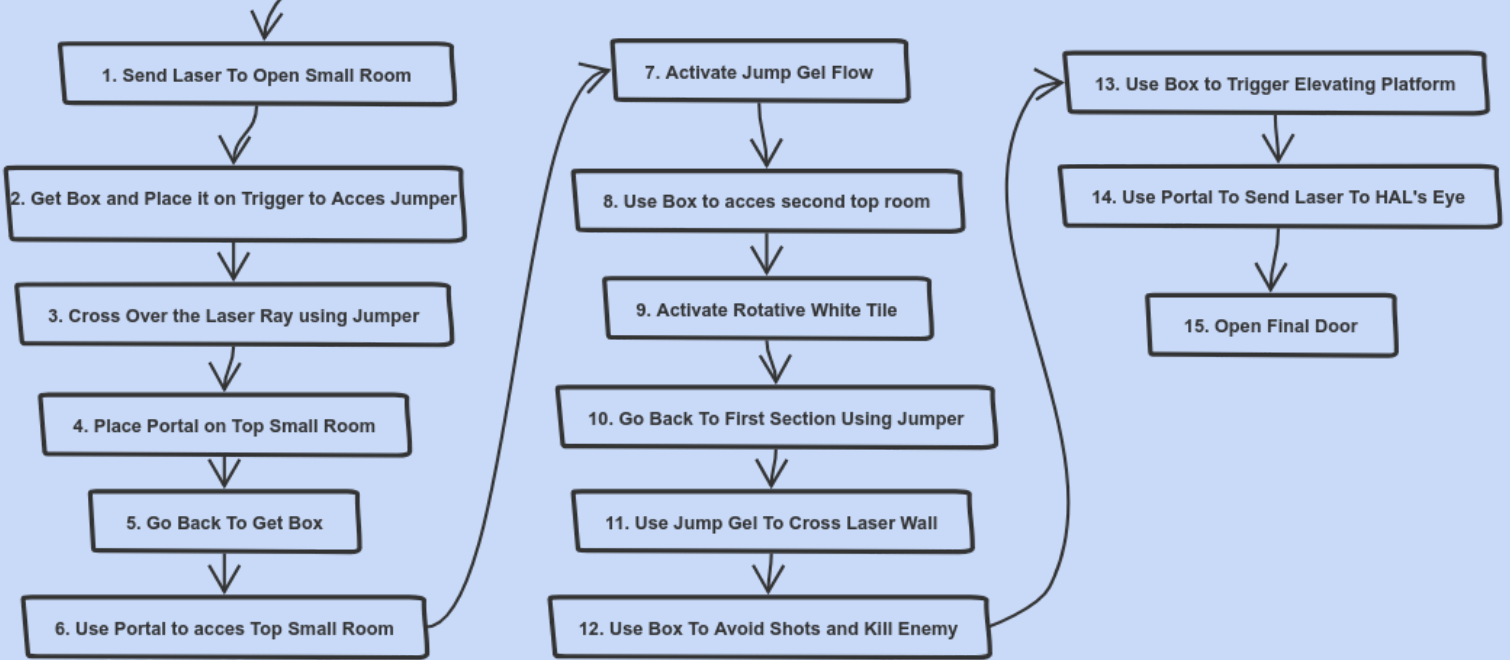 1. Send Laser To Open Small Room
2. Get Box and Place it on Trigger to Acces Jumper
3. Cross Over the Laser Ray using Jumper
4. Place Portal on Top Small Room
5. Go Back To Get Box
6. Use Portal to acces Top Small Room
7. Activate Jump Gel Flow
8. Use Box to acces second top room
9. Activate Rotative White Tile
10. Go Back To First Section Using Jumper
11. Use Jump Gel To Cross Laser Wall
12. Use Box To Avoid Shots and Kill Enemy
13. Use Box to Trigger Elevating Platform
14. Use Portal To Send Laser To HAL's Eye
15. Open Final Door